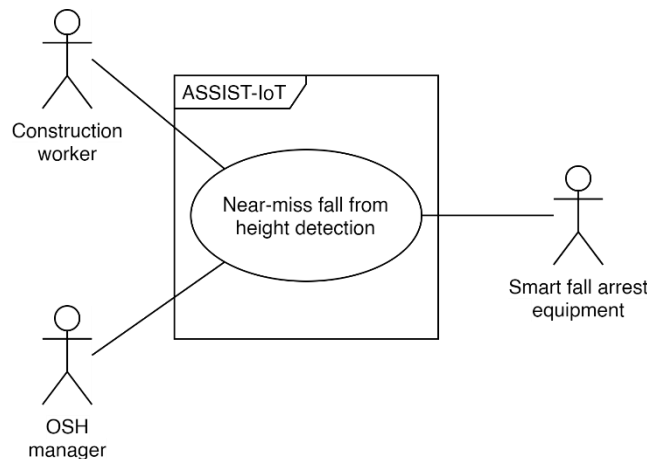 ASSIST-IoT
Construction
worker
Near-miss fall from
height detection
Smart fall arrest
equipment
OSH
manager